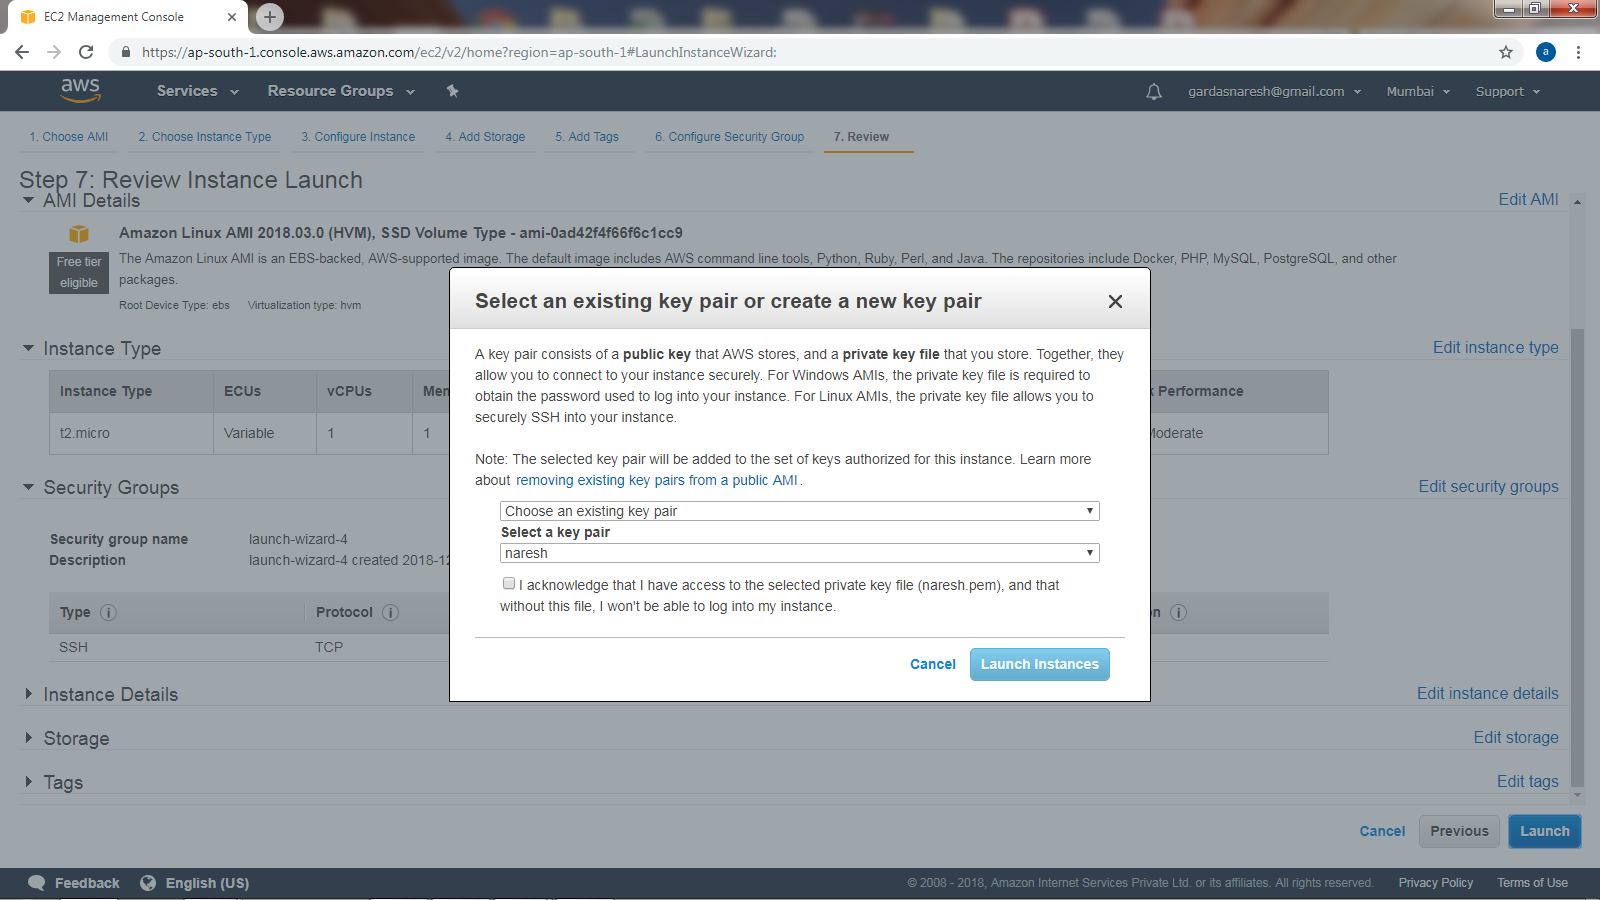 EC2 Management Console
https://ap-south-1.console.aws.amazon.com/ec2/v2/home?region=ap-south-1#LaunchInstanceWizard:
a
aws Services Resource Groups gardasnaresh@gmail.com Mumbai Support
1. Choose AMI 2. Choose Instance Type 3. Configure Instance 4. Add Storage 5. Add Tags 6. Configure Security Group 7. Review
Step 7: Review Instance Launch
AMI Details Edit AMI
Amazon Linux AMI 2018.03.0 (HVM), SSD Volume Type - ami-0ad42f4f66f6c1cc9
Free tier eligible
The Amazon Linux AMI is an EBS-backed, AWS-supported image. The default image includes AWS command line tools, Python, Ruby, Perl, and Java. The repositories include Docker, PHP, MySQL, PostgreSQL, and other
packages.
Root Device Type: ebs Virtualization type: hvm
Select an existing key pair or create a new key pair
A key pair consists of a public key that AWS stores, and a private key file that you store. Together, they
allow you to connect to your instance securely. For Windows AMIs, the private key file is required to
obtain the password used to log into your instance. For Linux AMIs, the private key file allows you to
securely SSH into your instance.
Note: The selected key pair will be added to the set of keys authorized for this instance. Learn more
about removing existing key pairs from a public AMI.
Choose an existing key pair
Select a key pair
naresh
I acknowledge that I have access to the selected private key file (naresh.pem), and that
without this file, I won't be able to log into my instance.
Cancel Launch Instances
Instance Type Edit instance type
Instance Type ECUs vCPUs Mem Performance
t2.micro Variable 1 1 Moderate
Security Groups Edit security groups
Security group name launch-wizard-4
Description launch-wizard-4 created 2018-12
Type Protocol n
SSH TCP
Instance Details Edit instance details
Storage Edit storage
Tags Edit tags
Cancel Previous Launch
Feedback English (US) © 2008 - 2018, Amazon Internet Services Private Ltd. or its affiliates. All rights reserved. Privacy Policy Terms of Use